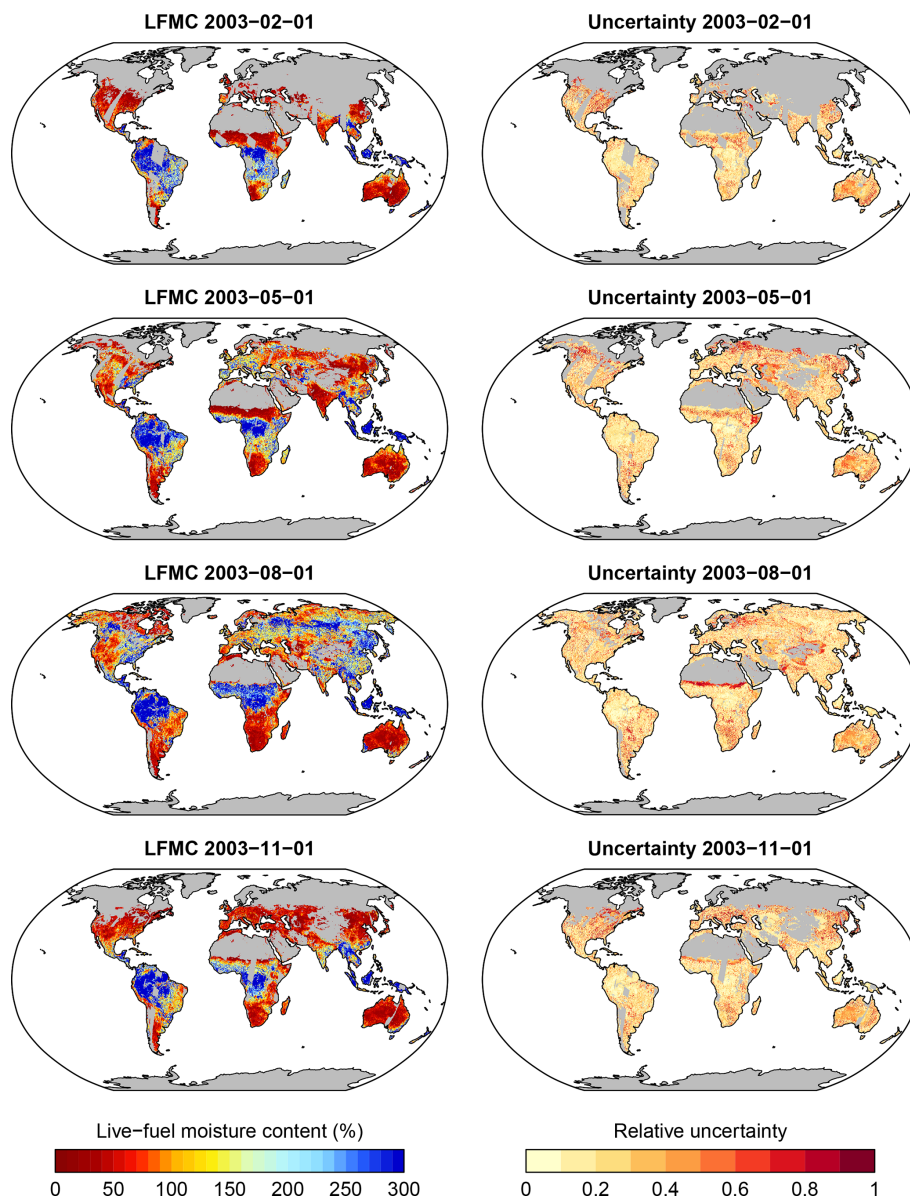 LFMC 2003−02−01
Uncertainty 2003−02−01
LFMC 2003−05−01
Uncertainty 2003−05−01
LFMC 2003−08−01
Uncertainty 2003−08−01
LFMC 2003−11−01
Uncertainty 2003−11−01
Live−fuel moisture content (%)
0 50 100 150 200 250 300
Relative uncertainty
0 0.2 0.4 0.6 0.8 1